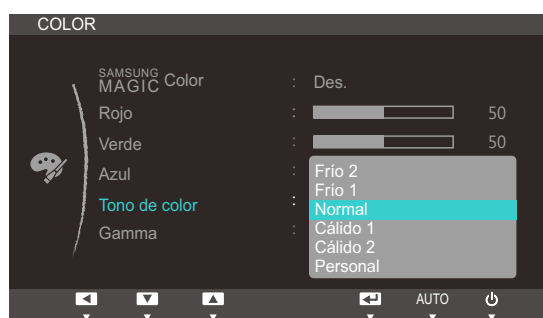 COLOR
SAMSUNG MAGIC Color : Des.
Rojo : 50
Verde : 50
Azul :
Tono de color :
Gamma :
Frío 2
Frío 1
Normal
Cálido 1
Cálido 2
Personal
AUTO